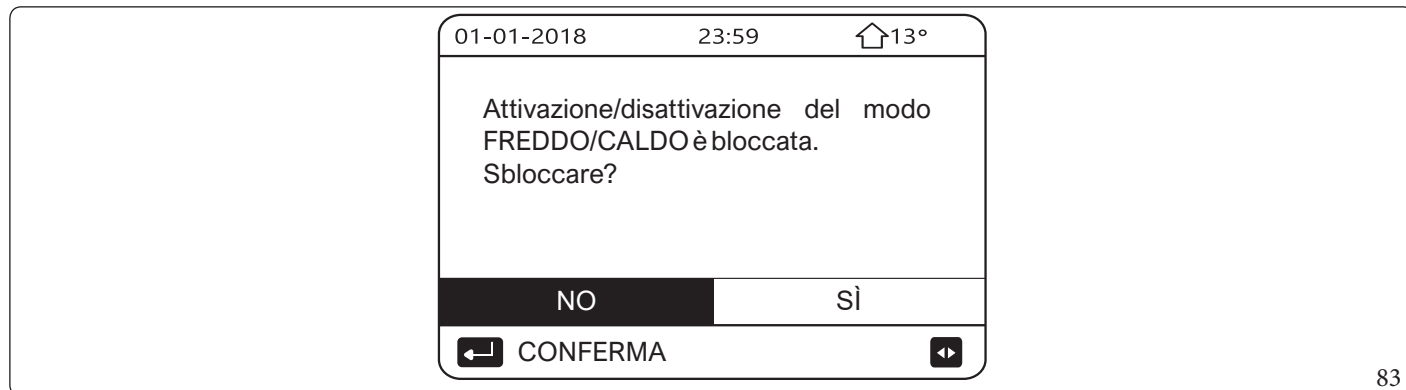 01-01-2018 23:59 13°
Attivazione/disattivazione del modo
FREDDO/CALDO è bloccata.
Sbloccare?
NO SÌ
CONFERMA
83